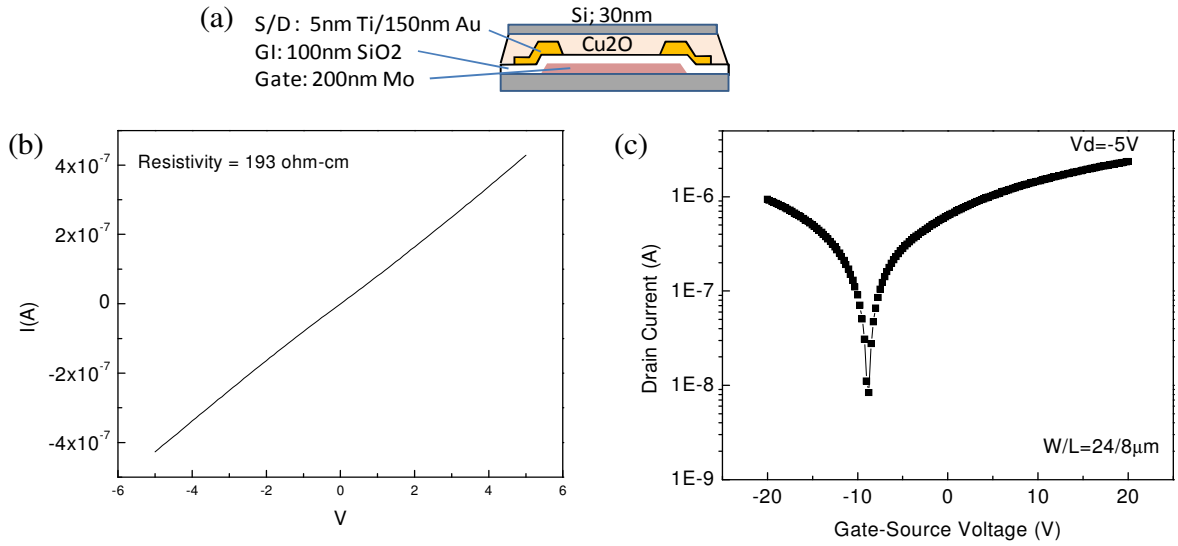 (a)
S/D: 5nm Ti/150nm Au
GI: 100nm SiO2
Gate: 200nm Mo
Si; 30nm
Cu2O
(b)
Resistivity = 193 ohm-cm
4x10-7
2x10-7
0
-2x10-7
-4x10-7
I(A)
-6 -4 -2 0 2 4 6
V
(c)
Vd=-5V
1E-6
1E-7
1E-8
1E-9
Drain Current (A)
W/L=24/8μm
-20 -10 0 10 20
Gate-Source Voltage (V)